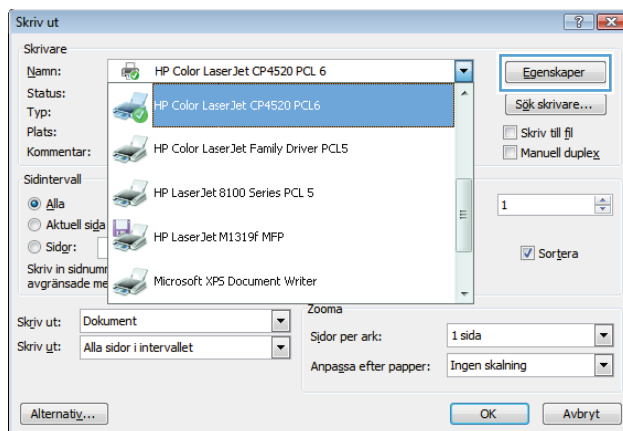 Skriv ut
Skrivare
Namn: HP Color LaserJet CP4520 PCL 6 Egenskaper
Status: HP Color LaserJet CP4520 PCL6 Sök skrivare...
Typ:
Plats: HP Color LaserJet Family Driver PCL5 Skriv till fil
Kommentar: Manuell duplex
Sidintervall HP LaserJet 8100 Series PCL 5
Alla 1
Aktuell sida HP LaserJet M1319f MFP
Sidor: Sortera
Skriv in
avgränsade Microsoft XPS Document Writer
Zooma
Skriv ut: Dokument Sidor per ark: 1 sida
Skriv ut: Alla sidor i intervallet Anpassa efter papper: Ingen skalning
Alternativ... OK Avbryt